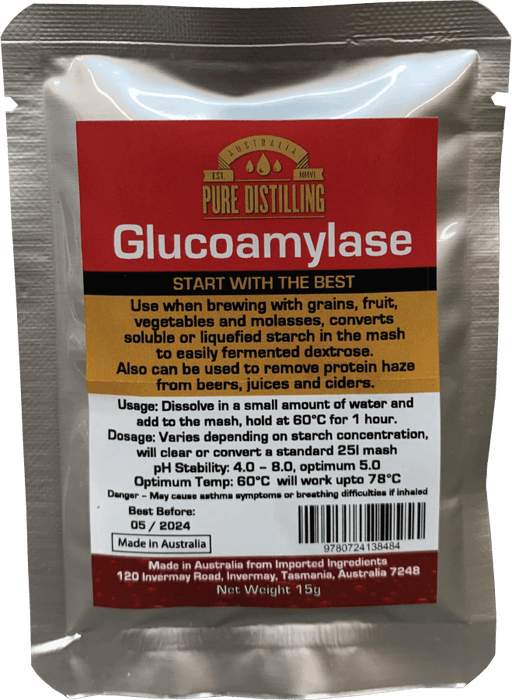 AUSTRALIA
EST. MMVI
PURE DISTILLING
Glucoamylase
START WITH THE BEST
Use when brewing with grains, fruit,
vegetables and molasses, converts
soluble or liquefied starch in the mash
to easily fermented dextrose.
Also can be used to remove protein haze
from beers, juices and ciders.
Usage: Dissolve in a small amount of water and
add to the mash, hold at 60°C for 1 hour.
Dosage: Varies depending on starch concentration,
will clear or convert a standard 25l mash
pH Stability: 4.0 – 8.0, optimum 5.0
Optimum Temp: 60°C will work upto 78°C
Danger – May cause asthma symptoms or breathing difficulties if inhaled
Best Before:
05 / 2024
Made in Australia
9780724138484
Made in Australia from Imported Ingredients
120 Invermay Road, Invermay, Tasmania, Australia 7248
Net Weight 15g